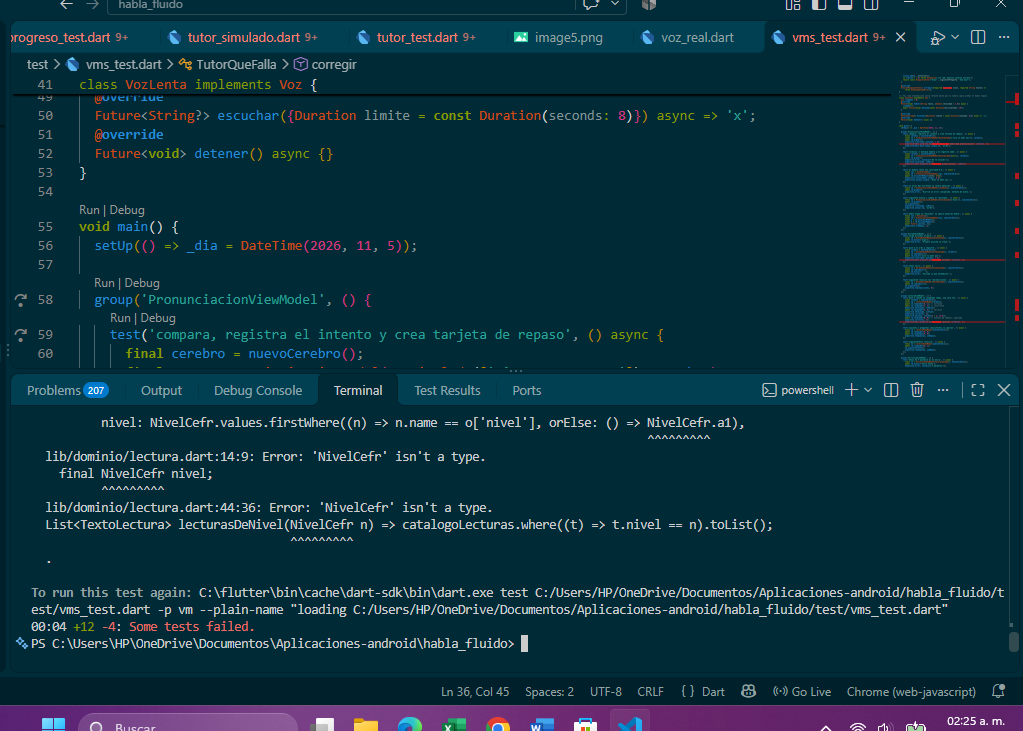 habla_fluido
progreso_test.dart 9+ tutor_simulado.dart 9+ tutor_test.dart 9+ image5.png voz_real.dart vms_test.dart 9+
test > vms_test.dart > TutorQueFalla > corregir
41 class VozLenta implements Voz {
49 @override
50 Future<String?> escuchar({Duration limite = const Duration(seconds: 8)}) async => 'x';
51 @override
52 Future<void> detener() async {}
53 }
54
Run | Debug
55 void main() {
56 setUp(() => _dia = DateTime(2026, 11, 5));
57
Run | Debug
58 group('PronunciacionViewModel', () {
Run | Debug
59 test('compara, registra el intento y crea tarjeta de repaso', () async {
60 final cerebro = nuevoCerebro();
Problems 207 Output Debug Console Terminal Test Results Ports powershell
nivel: NivelCefr.values.firstWhere((n) => n.name == o['nivel'], orElse: () => NivelCefr.a1),
^^^^^^^^^
lib/dominio/lectura.dart:14:9: Error: 'NivelCefr' isn't a type.
final NivelCefr nivel;
^^^^^^^^^
lib/dominio/lectura.dart:44:36: Error: 'NivelCefr' isn't a type.
List<TextoLectura> lecturasDeNivel(NivelCefr n) => catalogoLecturas.where((t) => t.nivel == n).toList();
^^^^^^^^^
.
To run this test again: C:\flutter\bin\cache\dart-sdk\bin\dart.exe test C:/Users/HP/OneDrive/Documentos/Aplicaciones-android/habla_fluido/t
est/vms_test.dart -p vm --plain-name "loading C:/Users/HP/OneDrive/Documentos/Aplicaciones-android/habla_fluido/test/vms_test.dart"
00:04 +12 -4: Some tests failed.
PS C:\Users\HP\OneDrive\Documentos\Aplicaciones-android\habla_fluido>
Ln 36, Col 45 Spaces: 2 UTF-8 CRLF { } Dart Go Live Chrome (web-javascript)
Buscar 02:25 a. m.